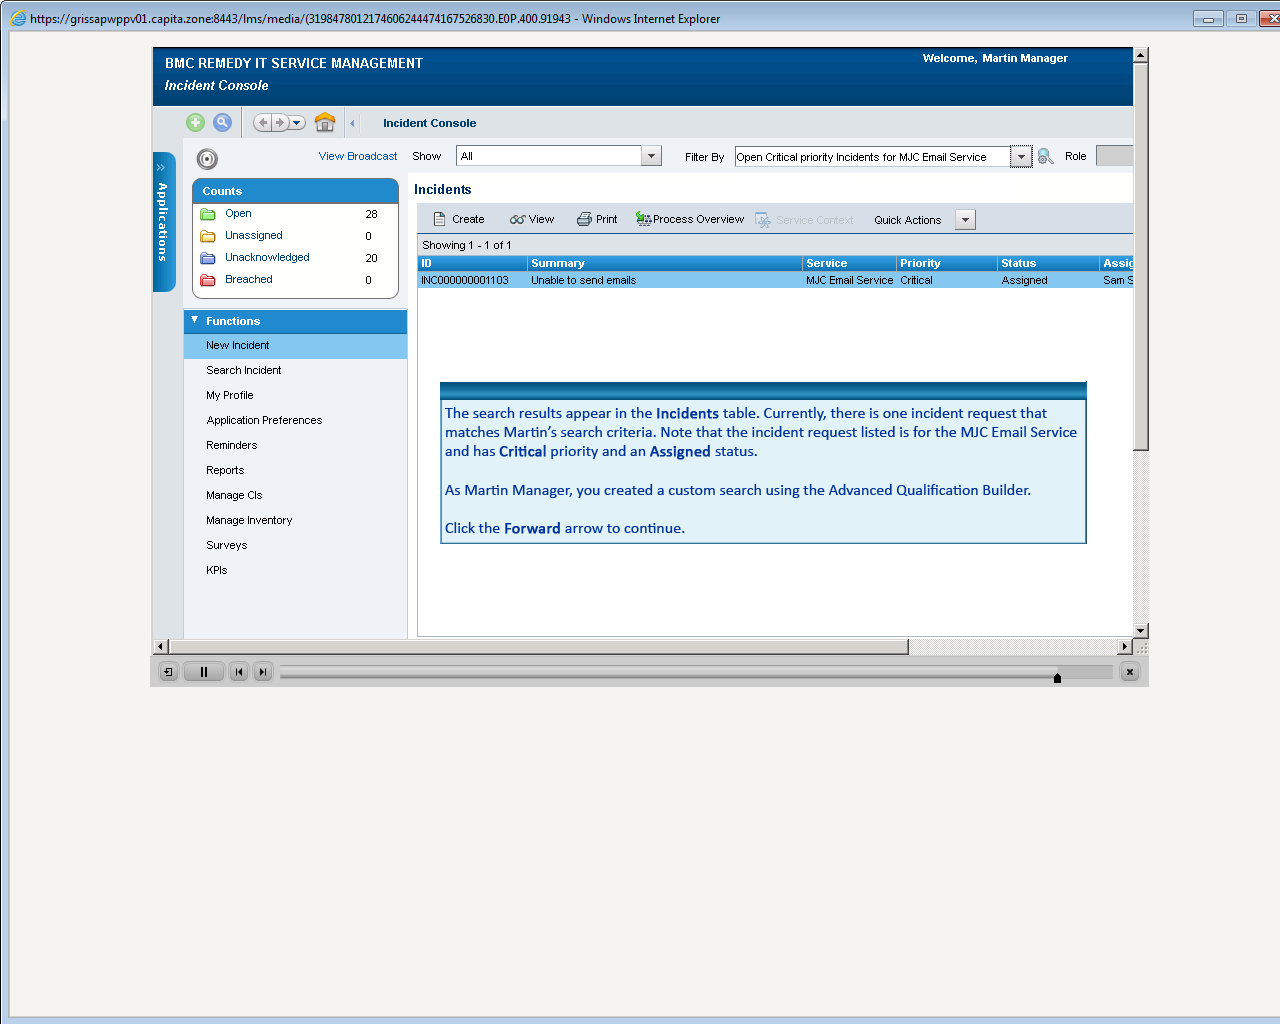 https://grissapwppv01.capita.zone:8443/lms/media/(3198478012174606244474167526830.E0P.400.91943 - Windows Internet Explorer
BMC REMEDY IT SERVICE MANAGEMENT
Welcome, Martin Manager
Incident Console
Incident Console
View Broadcast
Show
All
Filter By
Open Critical priority Incidents for MJC Email Service
Role
Applications
Counts
Open 28
Unassigned 0
Unacknowledged 20
Breached 0
Functions
New Incident
Search Incident
My Profile
Application Preferences
Reminders
Reports
Manage CIs
Manage Inventory
Surveys
KPIs
Incidents
Create View Print Process Overview Service Context Quick Actions
Showing 1 - 1 of 1
ID Summary Service Priority Status Assig
INC000000001103 Unable to send emails MJC Email Service Critical Assigned Sam S
The search results appear in the Incidents table. Currently, there is one incident request that
matches Martin’s search criteria. Note that the incident request listed is for the MJC Email Service
and has Critical priority and an Assigned status.
As Martin Manager, you created a custom search using the Advanced Qualification Builder.
Click the Forward arrow to continue.